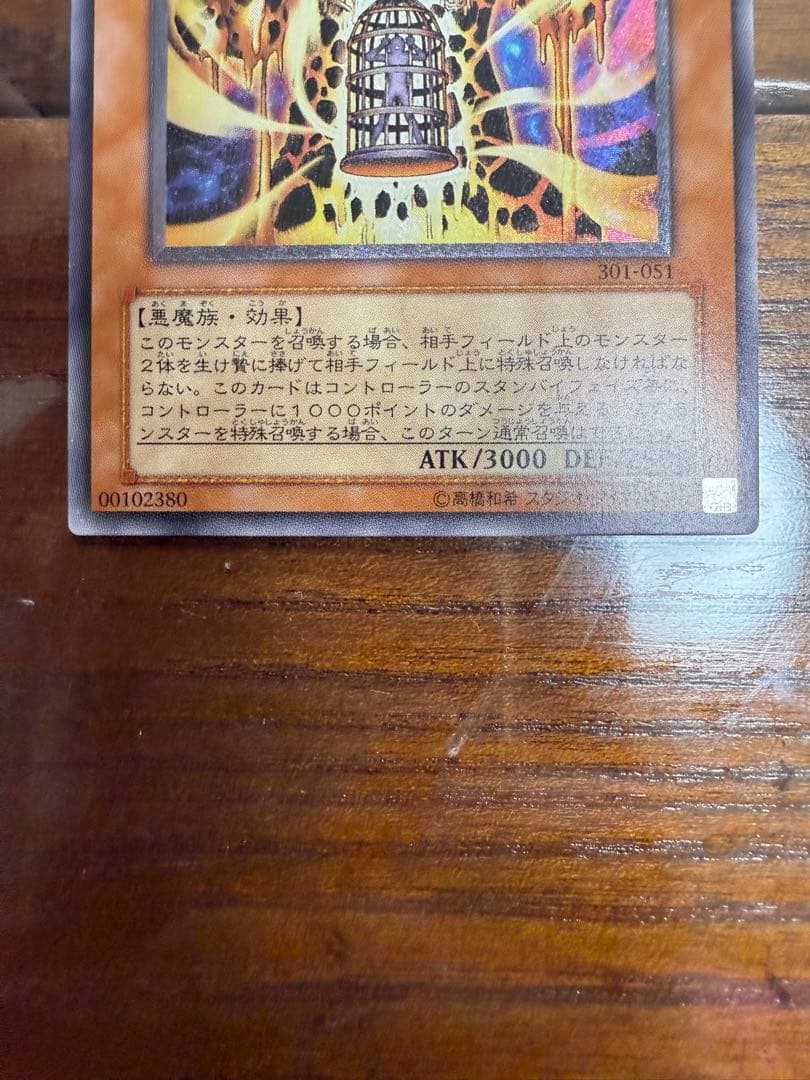 301-051
【悪魔族・効果】
このモンスターを召喚する場合、相手フィールド上のモンスター
2体を生け贄に捧げて相手フィールド上に特殊召喚しなければな
らない。このカードはコントローラーのスタンバイフェイズ毎に、
コントローラーに1000ポイントのダメージを与える
ンスターを特殊召喚する場合、このターン通常召喚は
ATK/3000 DEF/
00102380
©高橋和希 スタジオ